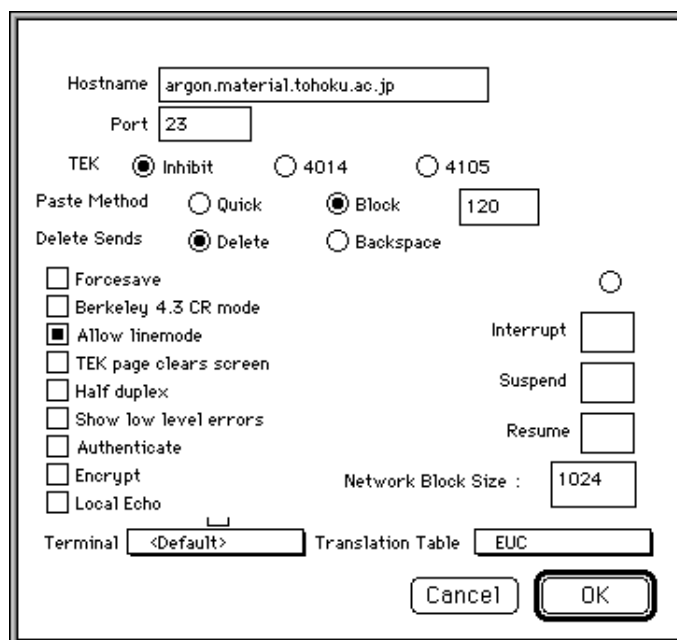 Hostname argon.material.tohoku.ac.jp
Port 23
TEK Inhibit 4014 4105
Paste Method Quick Block 120
Delete Sends Delete Backspace
Forcesave
Berkeley 4.3 CR mode
Allow linemode
Interrupt
TEK page clears screen
Suspend
Half duplex
Show low level errors
Resume
Authenticate
Encrypt
Network Block Size : 1024
Local Echo
Terminal <Default> Translation Table EUC
Cancel OK